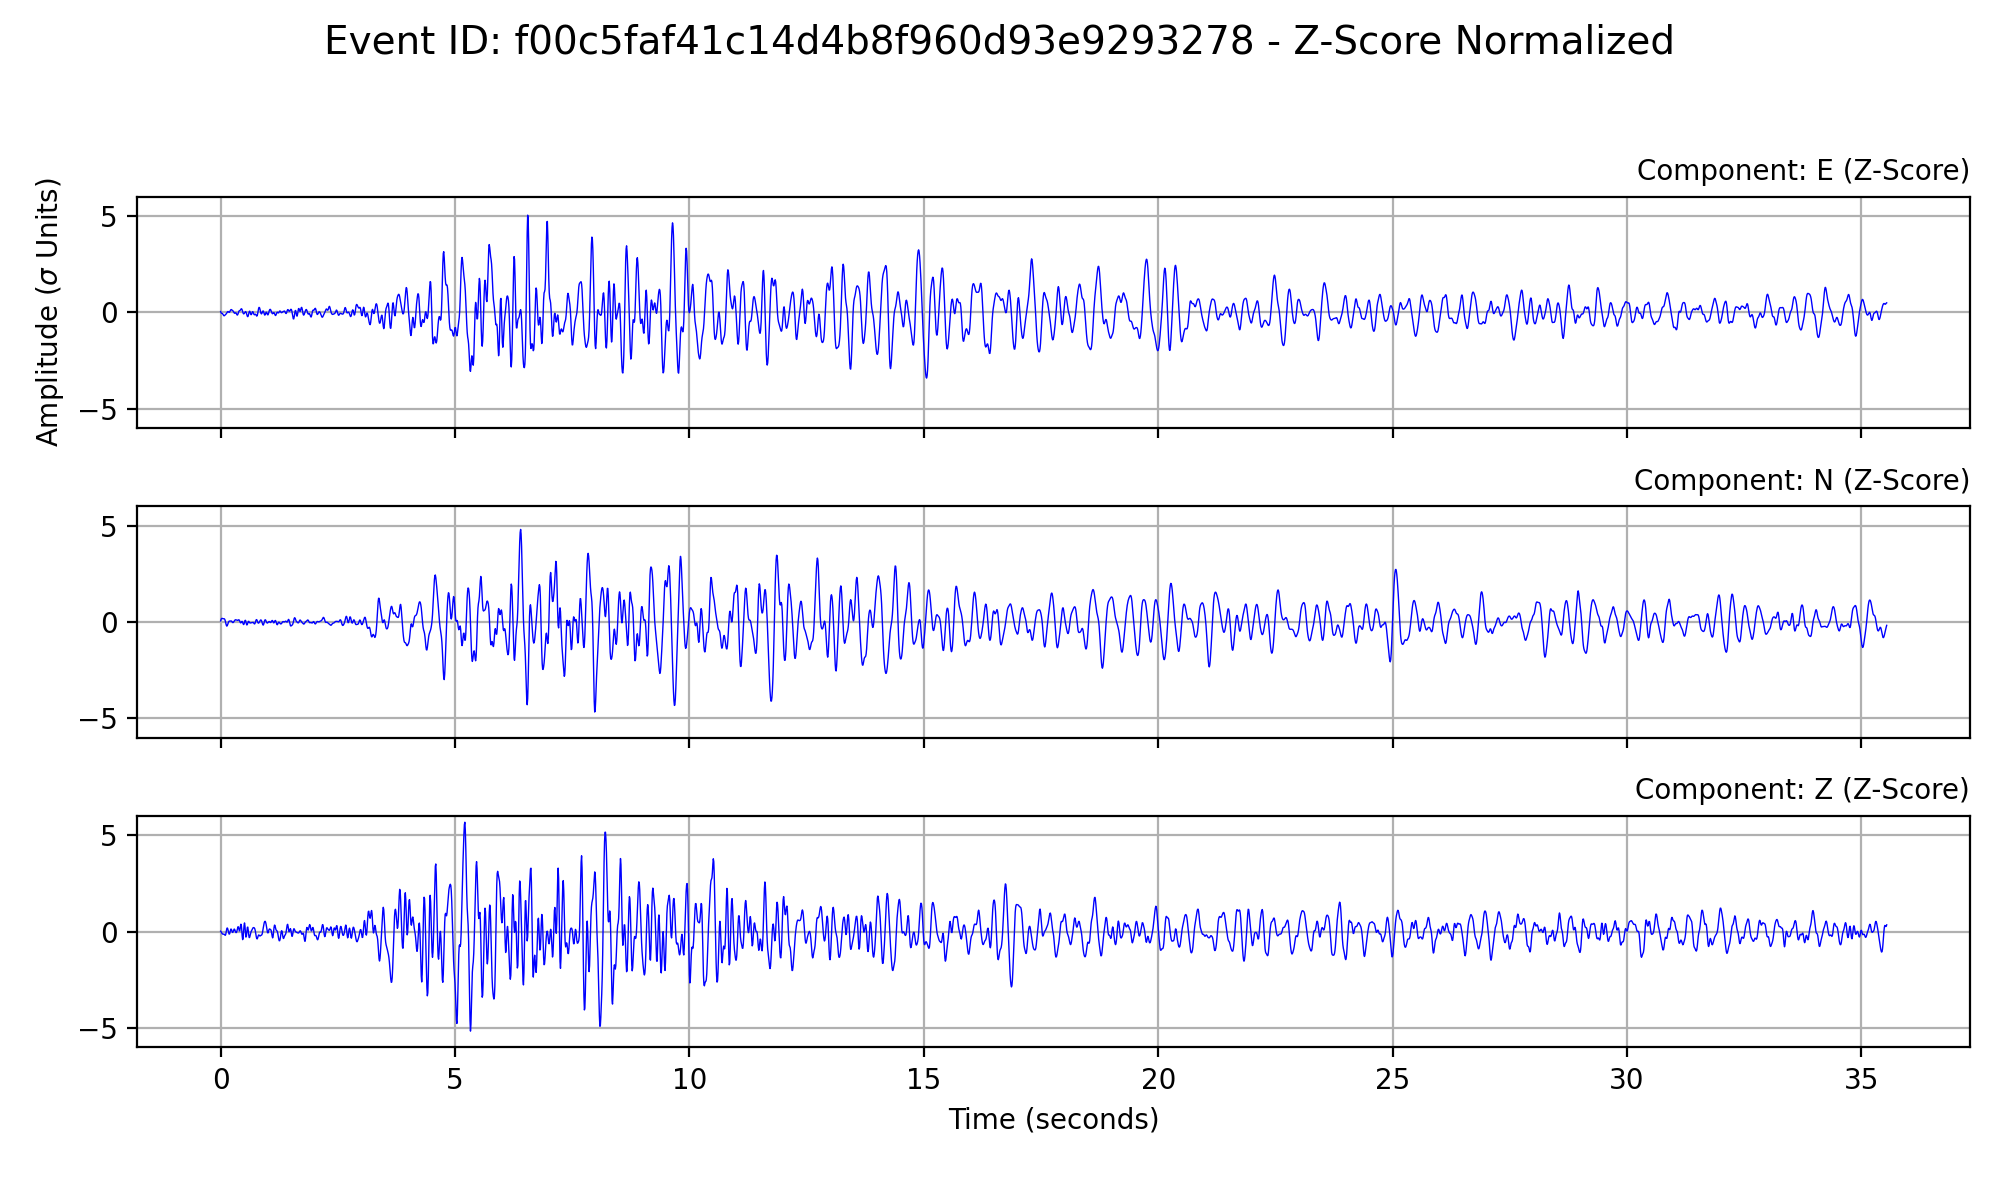 Event ID: f00c5faf41c14d4b8f960d93e9293278 - Z-Score Normalized
Component: E (Z-Score)
Amplitude (σ Units)
5
0
−5
Component: N (Z-Score)
5
0
−5
Component: Z (Z-Score)
5
0
−5
0 5 10 15 20 25 30 35
Time (seconds)